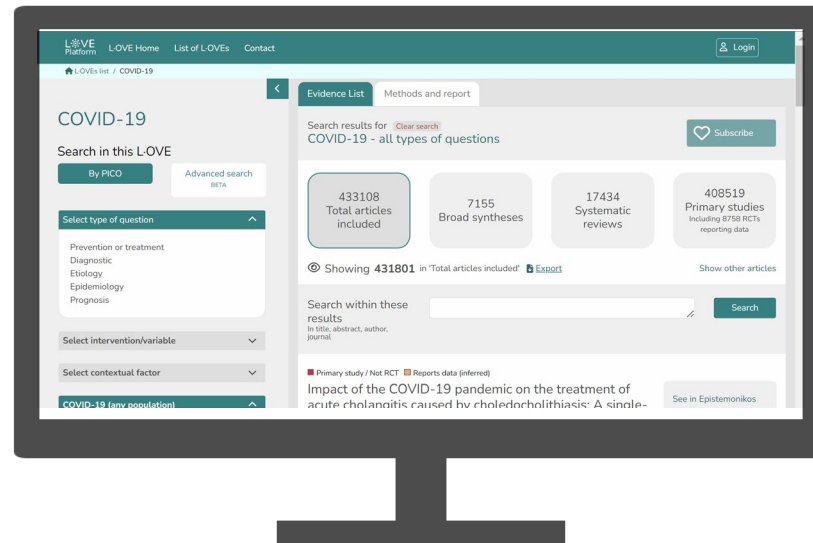 L·OVE
Platform
L·OVE Home List of L·OVEs Contact
Login
L·OVEs list / COVID-19
Evidence List Methods and report
COVID-19
Search in this L·OVE
By PICO
Advanced search
BETA
Select type of question
Prevention or treatment
Diagnostic
Etiology
Epidemiology
Prognosis
Select intervention/variable
Select contextual factor
COVID-19 (any population)
Search results for Clear search
COVID-19 - all types of questions
Subscribe
433108
Total articles
included
7155
Broad syntheses
17434
Systematic
reviews
408519
Primary studies
Including 8758 RCTs
reporting data
Showing 431801 in 'Total articles included' Export
Show other articles
Search within these
results
In title, abstract, author,
journal
Search
Primary study / Not RCT Reports data (inferred)
Impact of the COVID-19 pandemic on the treatment of
acute cholangitis caused by choledocholithiasis: A single-
See in Epistemonikos